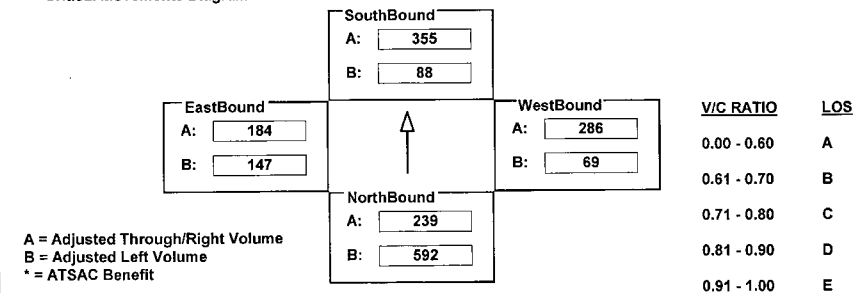 SouthBound
A: 355
B: 88
EastBound
A: 184
B: 147
WestBound
A: 286
B: 69
NorthBound
A: 239
B: 592
A = Adjusted Through/Right Volume
B = Adjusted Left Volume
* = ATSAC Benefit
V/C RATIO LOS
0.00 - 0.60 A
0.61 - 0.70 B
0.71 - 0.80 C
0.81 - 0.90 D
0.91 - 1.00 E